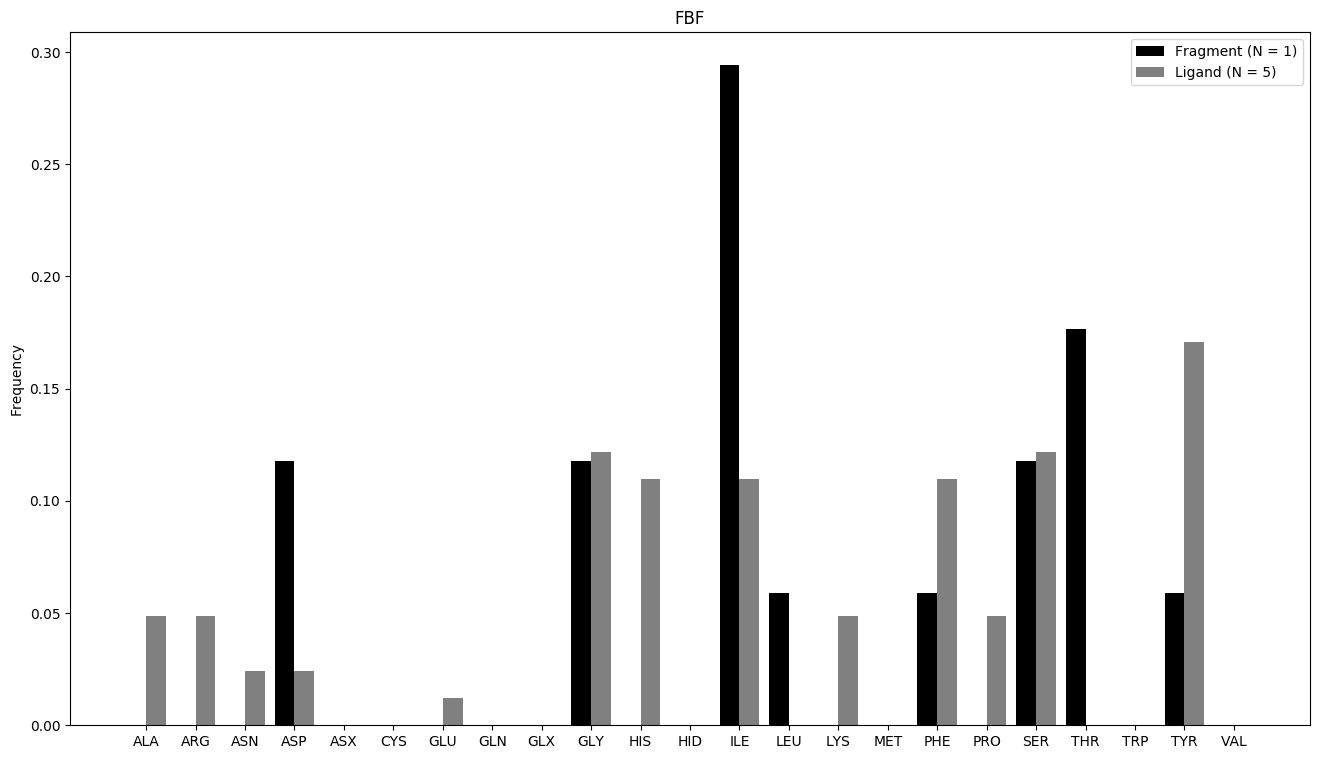 FBF
Fragment (N = 1)
Ligand (N = 5)
Frequency
0.30
0.25
0.20
0.15
0.10
0.05
0.00
ALA ARG ASN ASP ASX CYS GLU GLN GLX GLY HIS HID ILE LEU LYS MET PHE PRO SER THR TRP TYR VAL